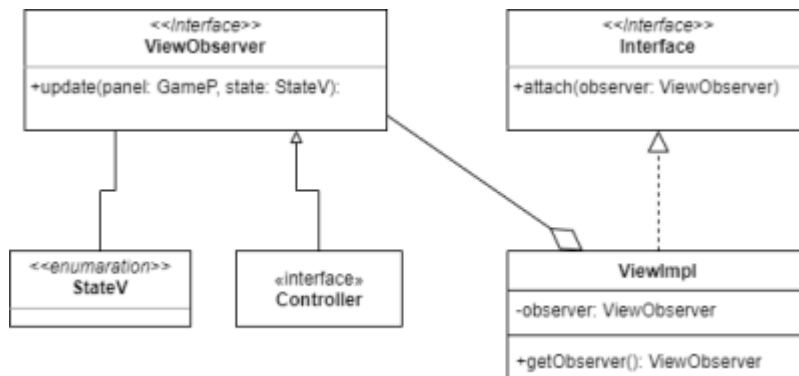 <<Interface>>
ViewObserver
+update(panel: GameP, state: StateV):
<<Interface>>
Interface
+attach(observer: ViewObserver)
<<enumaration>>
StateV
«interface»
Controller
ViewImpl
-observer: ViewObserver
+getObserver(): ViewObserver